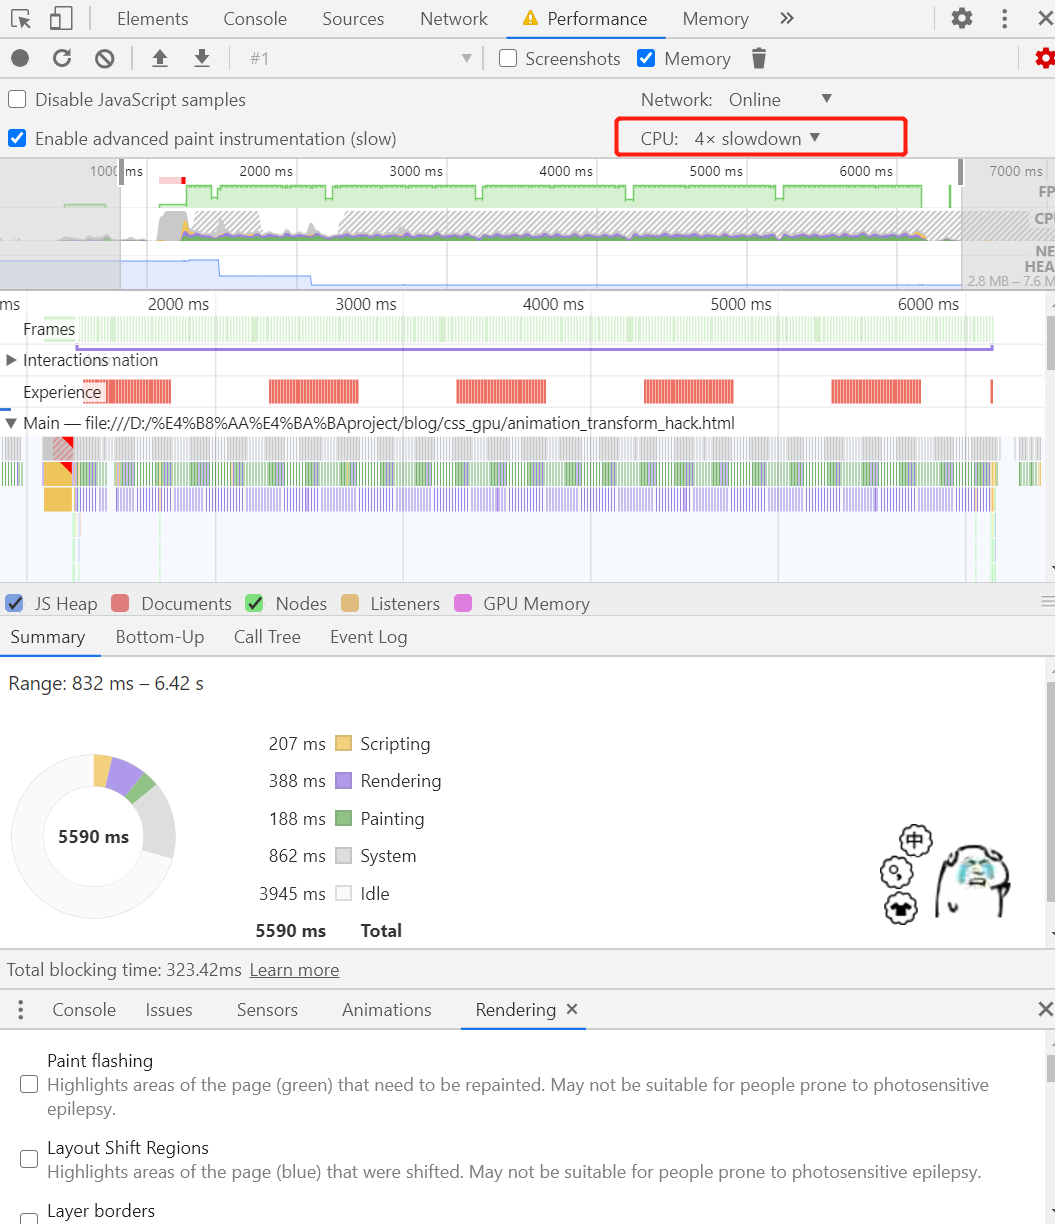 Elements Console Sources Network Performance Memory »
#1 Screenshots Memory
Disable JavaScript samples Network: Online
Enable advanced paint instrumentation (slow) CPU: 4× slowdown
1000 ms 2000 ms 3000 ms 4000 ms 5000 ms 6000 ms 7000 ms
FP
CPU
NE
HEA
2.8 MB – 7.6 M
ms 2000 ms 3000 ms 4000 ms 5000 ms 6000 ms
Frames
Interactions mation
Experience
Main — file:///D:/%E4%B8%AA%E4%BA%BAproject/blog/css_gpu/animation_transform_hack.html
JS Heap Documents Nodes Listeners GPU Memory
Summary Bottom-Up Call Tree Event Log
Range: 832 ms – 6.42 s
207 ms Scripting
388 ms Rendering
188 ms Painting
862 ms System
3945 ms Idle
5590 ms Total
5590 ms
中
Total blocking time: 323.42ms Learn more
Console Issues Sensors Animations Rendering ×
Paint flashing
Highlights areas of the page (green) that need to be repainted. May not be suitable for people prone to photosensitive
epilepsy.
Layout Shift Regions
Highlights areas of the page (blue) that were shifted. May not be suitable for people prone to photosensitive epilepsy.
Layer borders